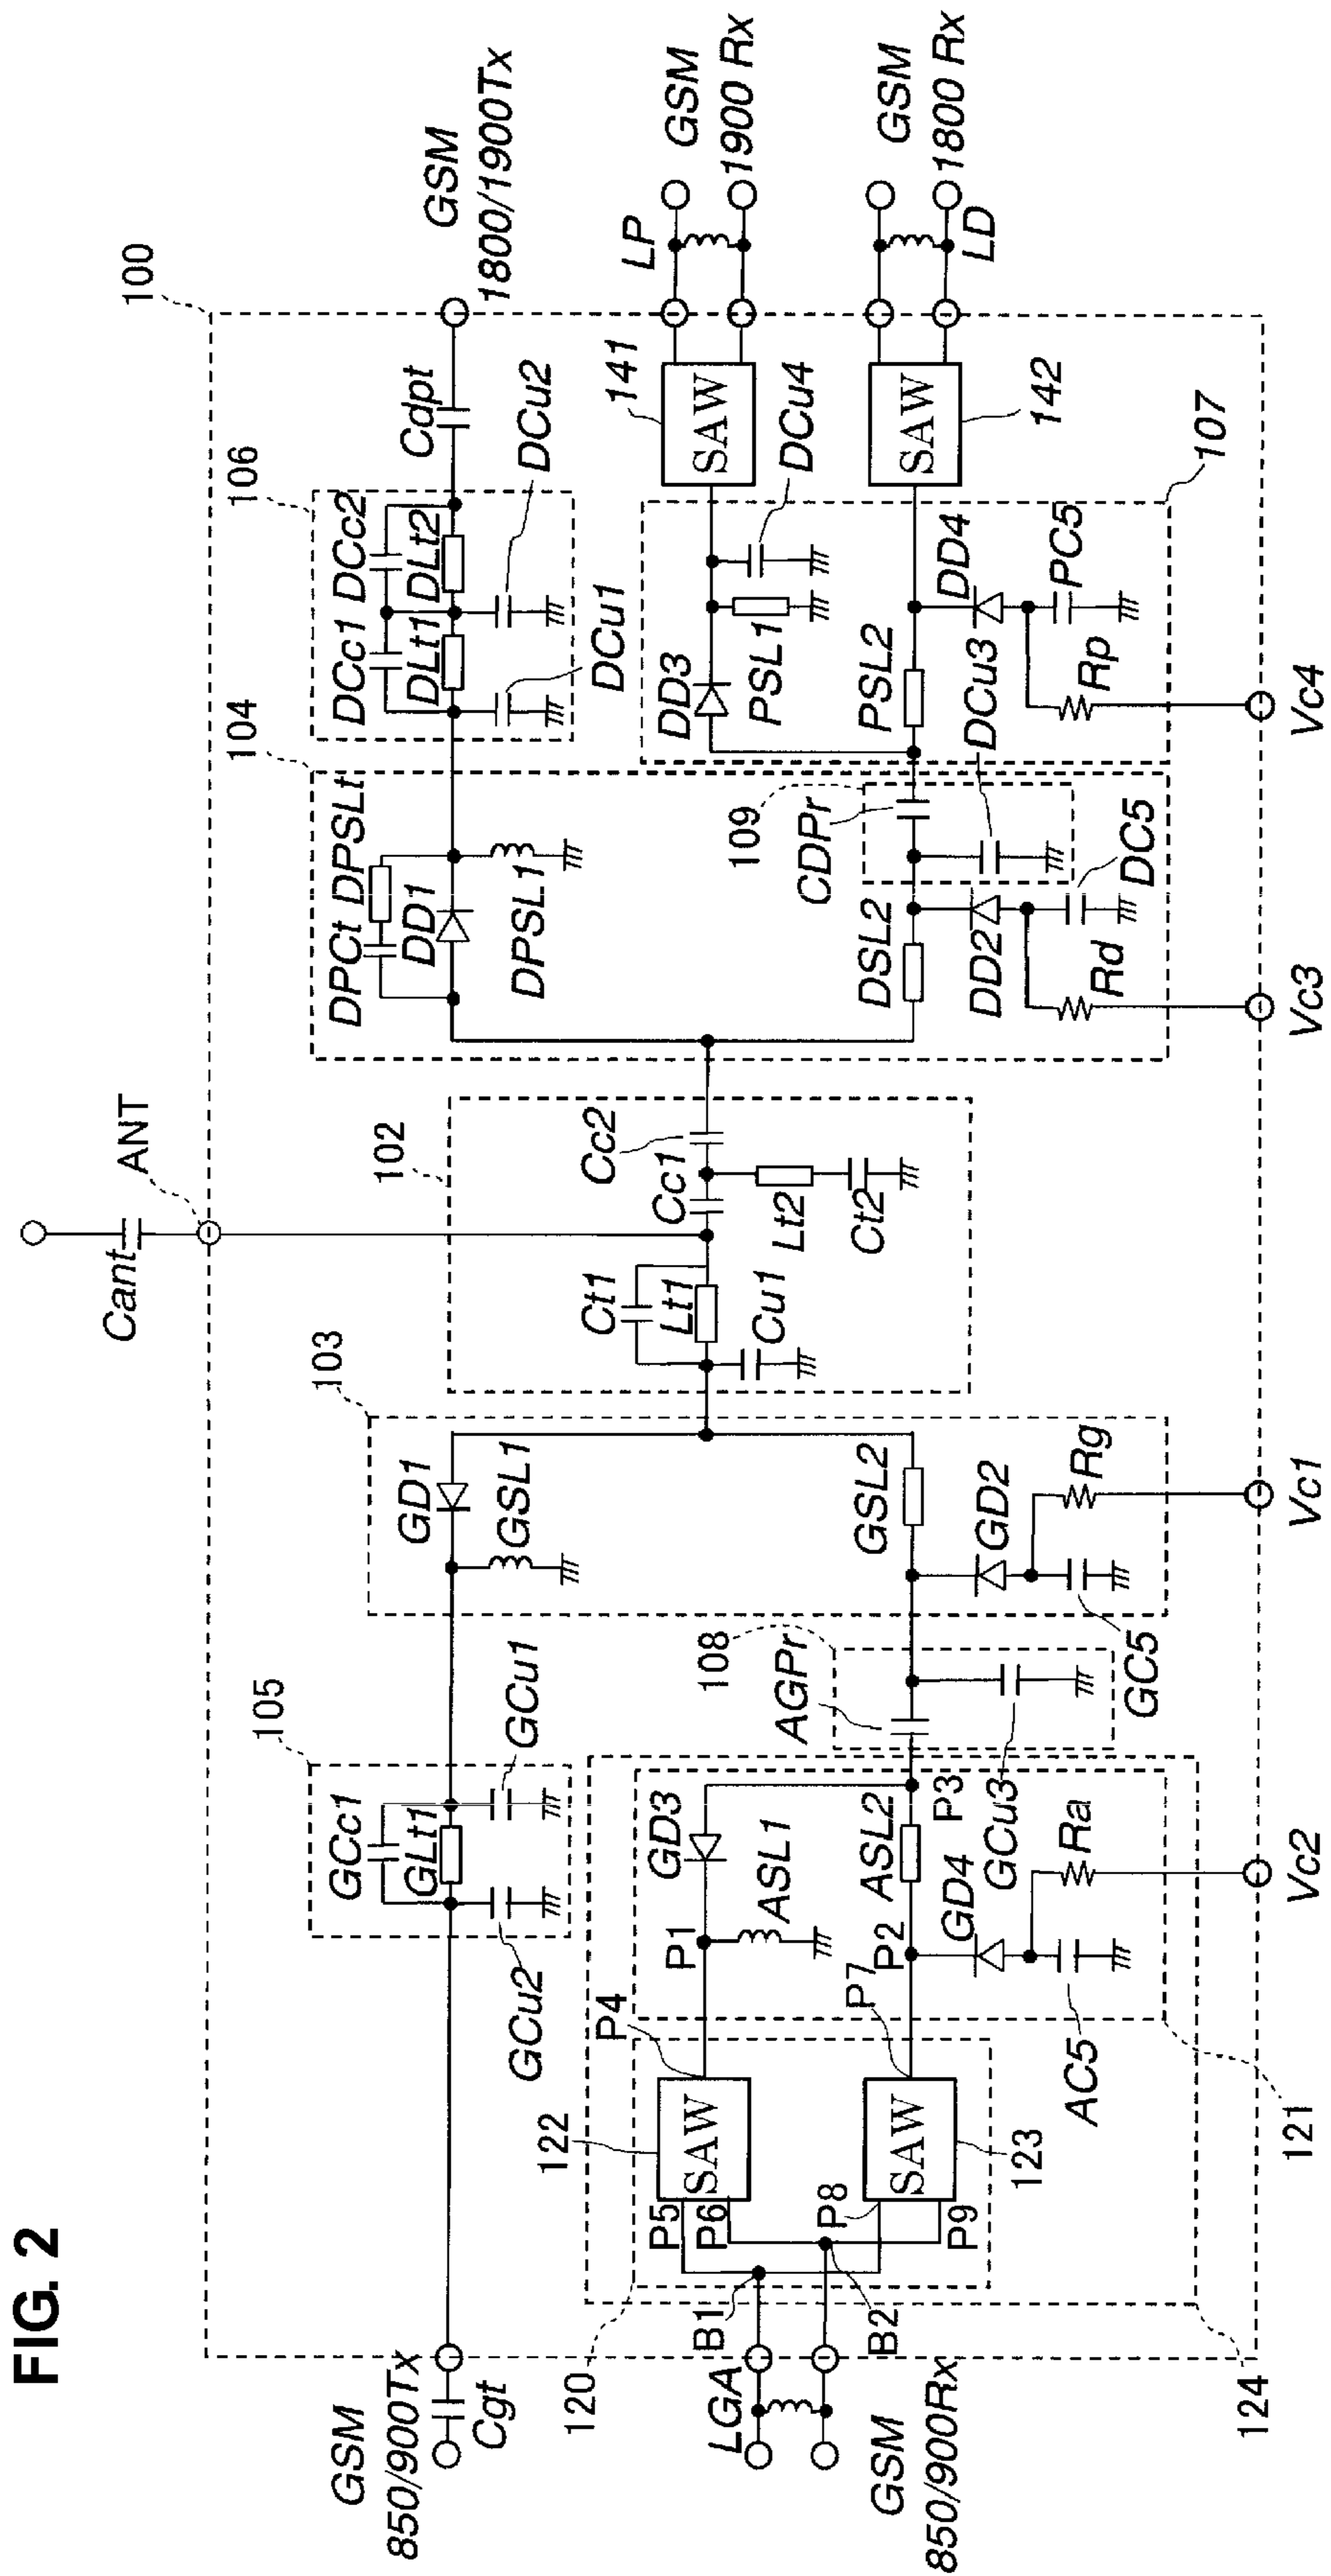 FIG. 2
GSM
850/900Tx
Cgt
105
GCc1
GLt1
GCu1
GCu2
103
GD1
GSL1
GSL2
GD2
Rg
GC5
Vc1
108
AGPr
GCu3
120
122
SAW
P4
P5
P6
SAW
P7
P8
P9
123
B1
B2
LGA
GSM
850/900Rx
124
121
GD3
P1
ASL1
ASL2
P2
P3
GD4
Ra
AC5
Vc2
Cant
ANT
102
Ct1
Lt1
Cu1
Cc1
Cc2
Lt2
Ct2
104
DPCt
DPSLt
DD1
DPSL1
DSL2
DD2
Rd
DC5
Vc3
109
CDPr
DCu3
106
DCc1
DCc2
DLt1
DLt2
DCu1
DCu2
Cdpt
100
GSM
1800/1900Tx
107
DD3
PSL1
DCu4
PSL2
DD4
PC5
Rp
Vc4
141
SAW
LP
GSM
1900 Rx
142
SAW
LD
GSM
1800 Rx